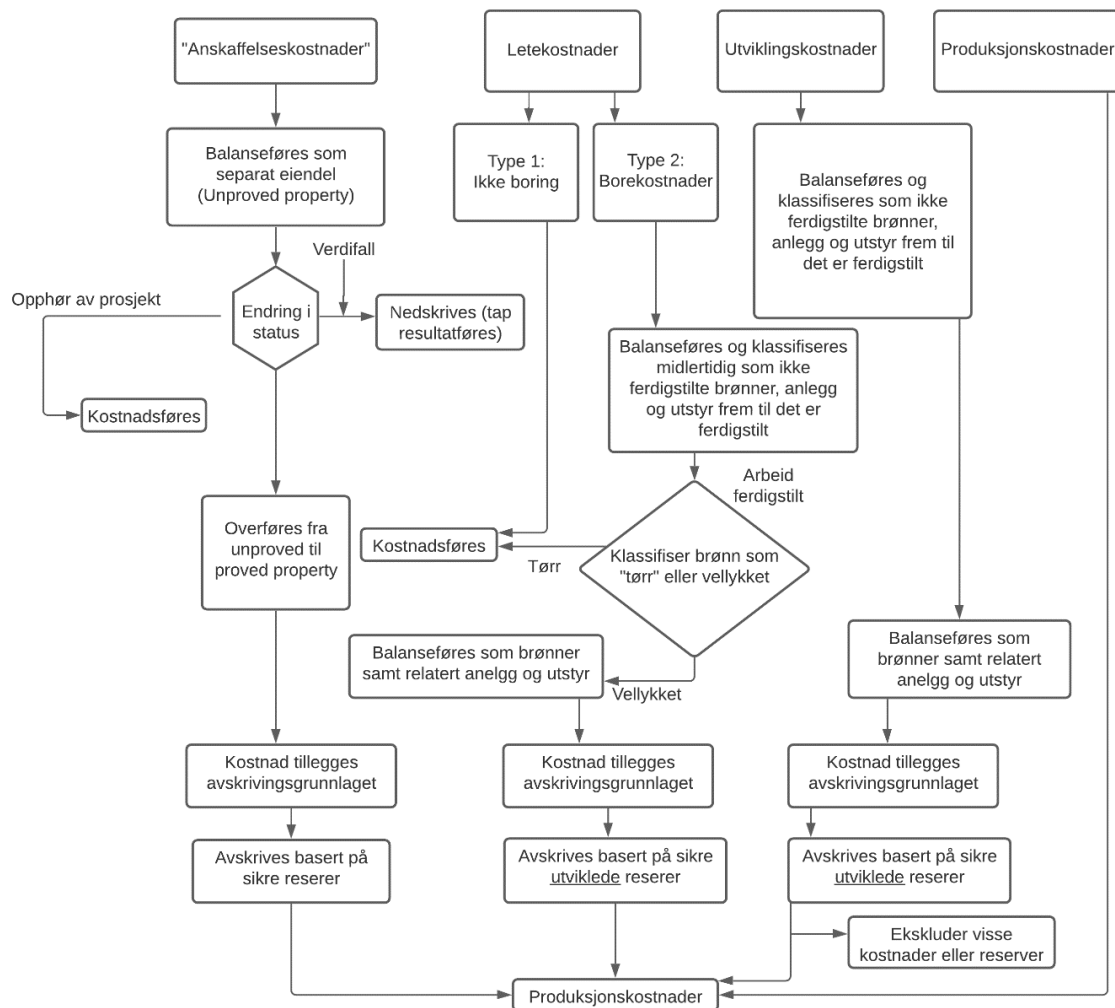 "Anskaffelseskostnader"
Letekostnader
Utviklingskostnader
Produksjonskostnader
Balanseføres som
separat eiendel
(Unproved property)
Type 1:
Ikke boring
Type 2:
Borekostnader
Balanseføres og
klassifiseres som ikke
ferdigstilte brønner,
anlegg og utstyr frem til
det er ferdigstilt
Verdifall
Opphør av prosjekt
Endring i
status
Nedskrives (tap
resultatføres)
Kostnadsføres
Balanseføres og klassifiseres
midlertidig som ikke
ferdigstilte brønner, anlegg
og utstyr frem til det er
ferdigstilt
Arbeid
ferdigstilt
Overføres fra
unproved til
proved property
Kostnadsføres
Tørr
Klassifiser brønn som
"tørr" eller vellykket
Balanseføres som brønner
samt relatert anelgg og utstyr
Vellykket
Balanseføres som
brønner samt relatert
anelgg og utstyr
Kostnad tillegges
avskrivingsgrunnlaget
Kostnad tillegges
avskrivingsgrunnlaget
Kostnad tillegges
avskrivingsgrunnlaget
Avskrives basert på
sikre reserer
Avskrives basert på sikre
utviklede reserer
Avskrives basert på sikre
utviklede reserer
Ekskluder visse
kostnader eller reserver
Produksjonskostnader